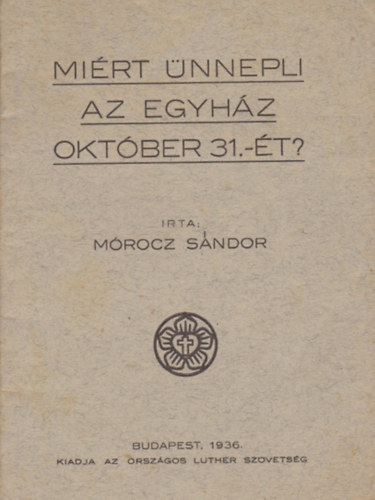 MIÉRT ÜNNEPLI
AZ EGYHÁZ
OKTÓBER 31.-ÉT?
IRTA:
MÓROCZ SÁNDOR
BUDAPEST, 1936.
KIADJA AZ ORSZÁGOS LUTHER SZÖVETSÉG